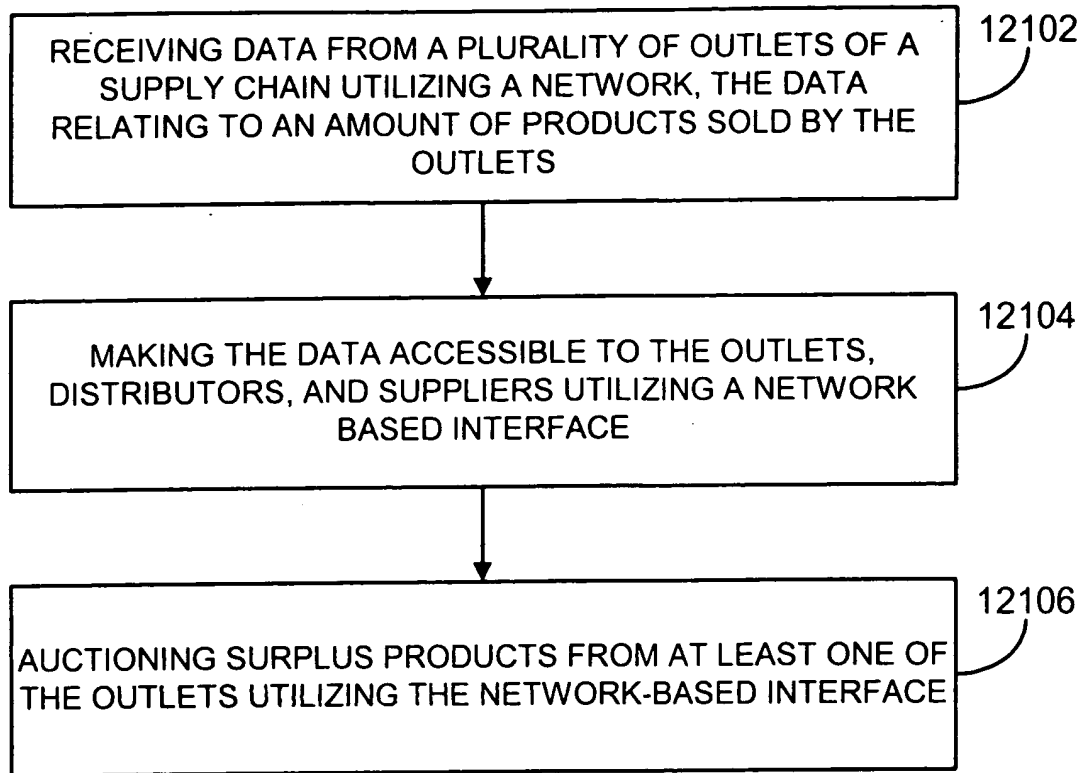 12102
RECEIVING DATA FROM A PLURALITY OF OUTLETS OF A
SUPPLY CHAIN UTILIZING A NETWORK, THE DATA
RELATING TO AN AMOUNT OF PRODUCTS SOLD BY THE
OUTLETS
12104
MAKING THE DATA ACCESSIBLE TO THE OUTLETS,
DISTRIBUTORS, AND SUPPLIERS UTILIZING A NETWORK
BASED INTERFACE
12106
AUCTIONING SURPLUS PRODUCTS FROM AT LEAST ONE OF
THE OUTLETS UTILIZING THE NETWORK-BASED INTERFACE